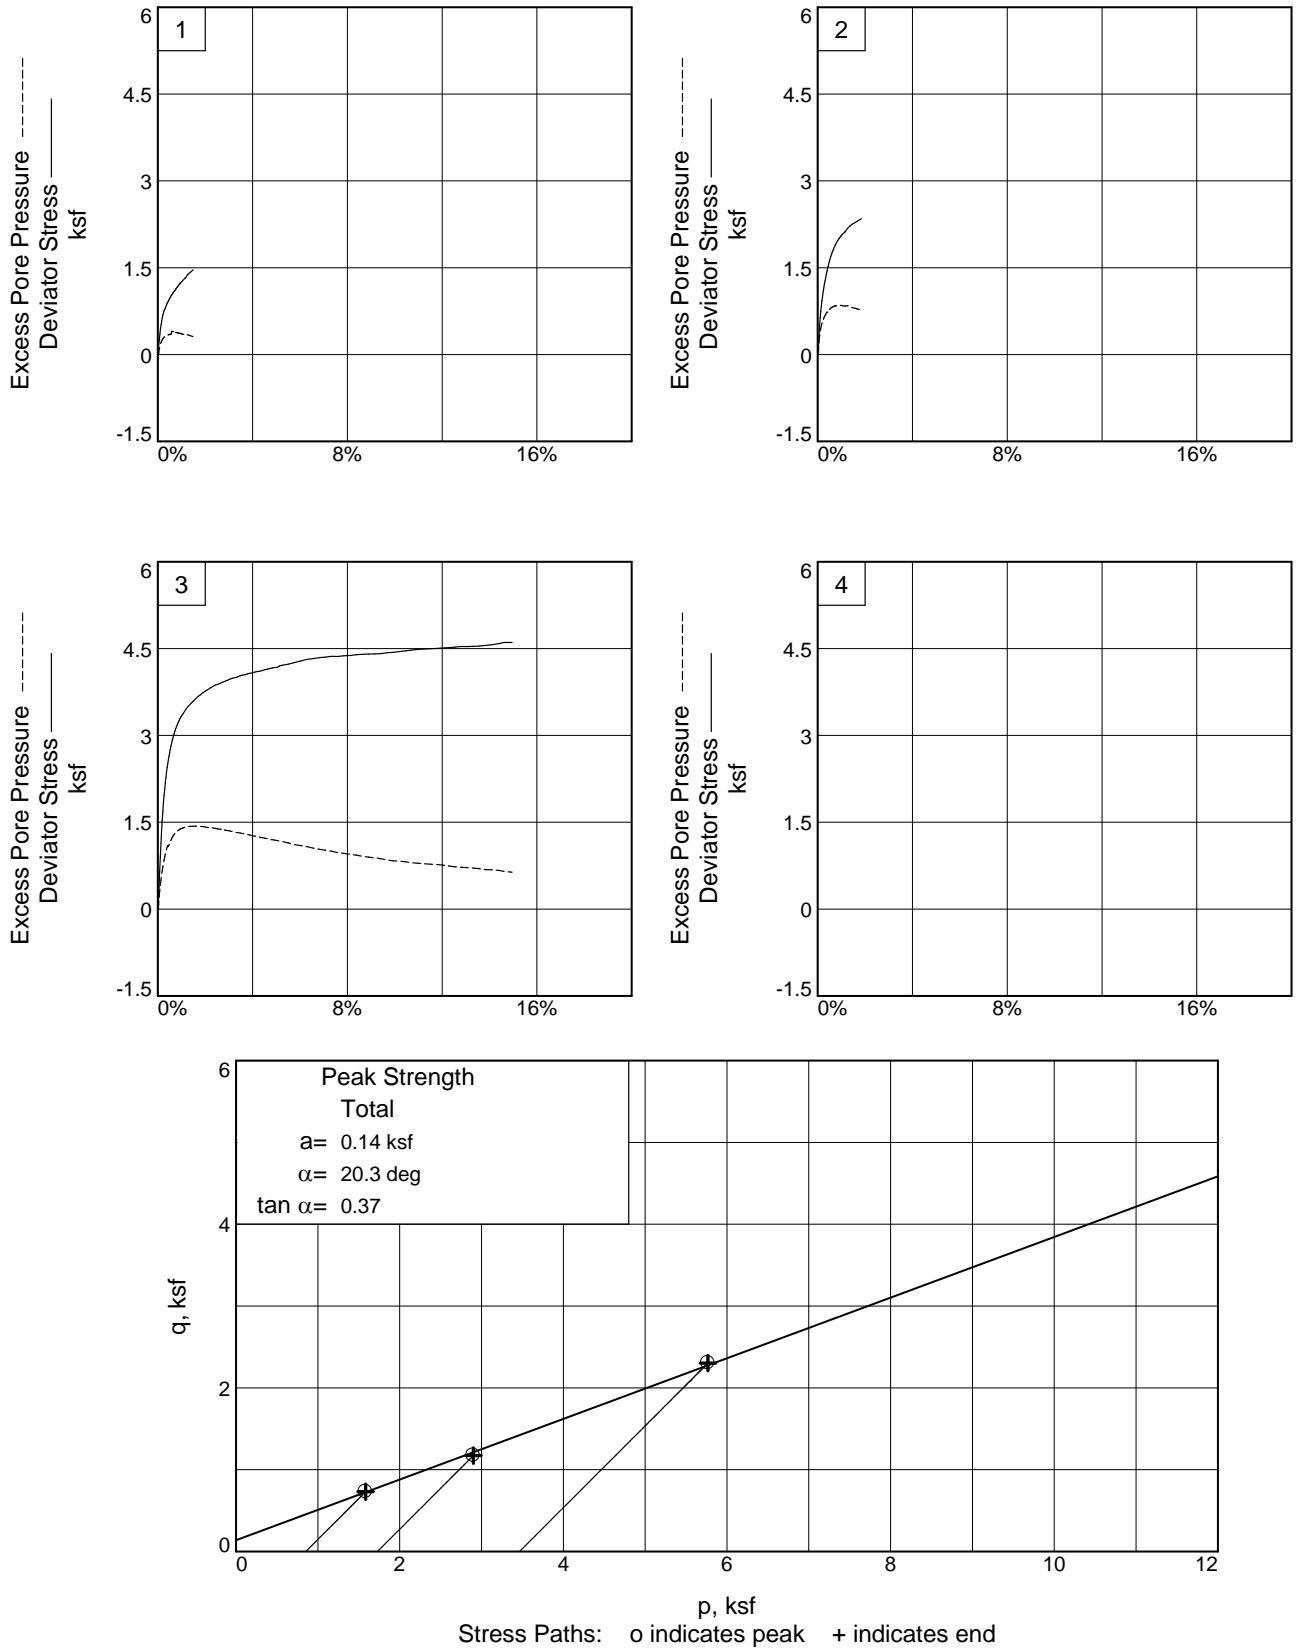 1
6
4.5
3
1.5
0
-1.5
0%
8%
16%
Excess Pore Pressure
Deviator Stress
ksf
2
6
4.5
3
1.5
0
-1.5
0%
8%
16%
Excess Pore Pressure
Deviator Stress
ksf
3
6
4.5
3
1.5
0
-1.5
0%
8%
16%
Excess Pore Pressure
Deviator Stress
ksf
4
6
4.5
3
1.5
0
-1.5
0%
8%
16%
Excess Pore Pressure
Deviator Stress
ksf
Peak Strength
Total
a= 0.14 ksf
α= 20.3 deg
tan α= 0.37
6
4
2
0
q, ksf
0
2
4
6
8
10
12
p, ksf
Stress Paths: o indicates peak + indicates end